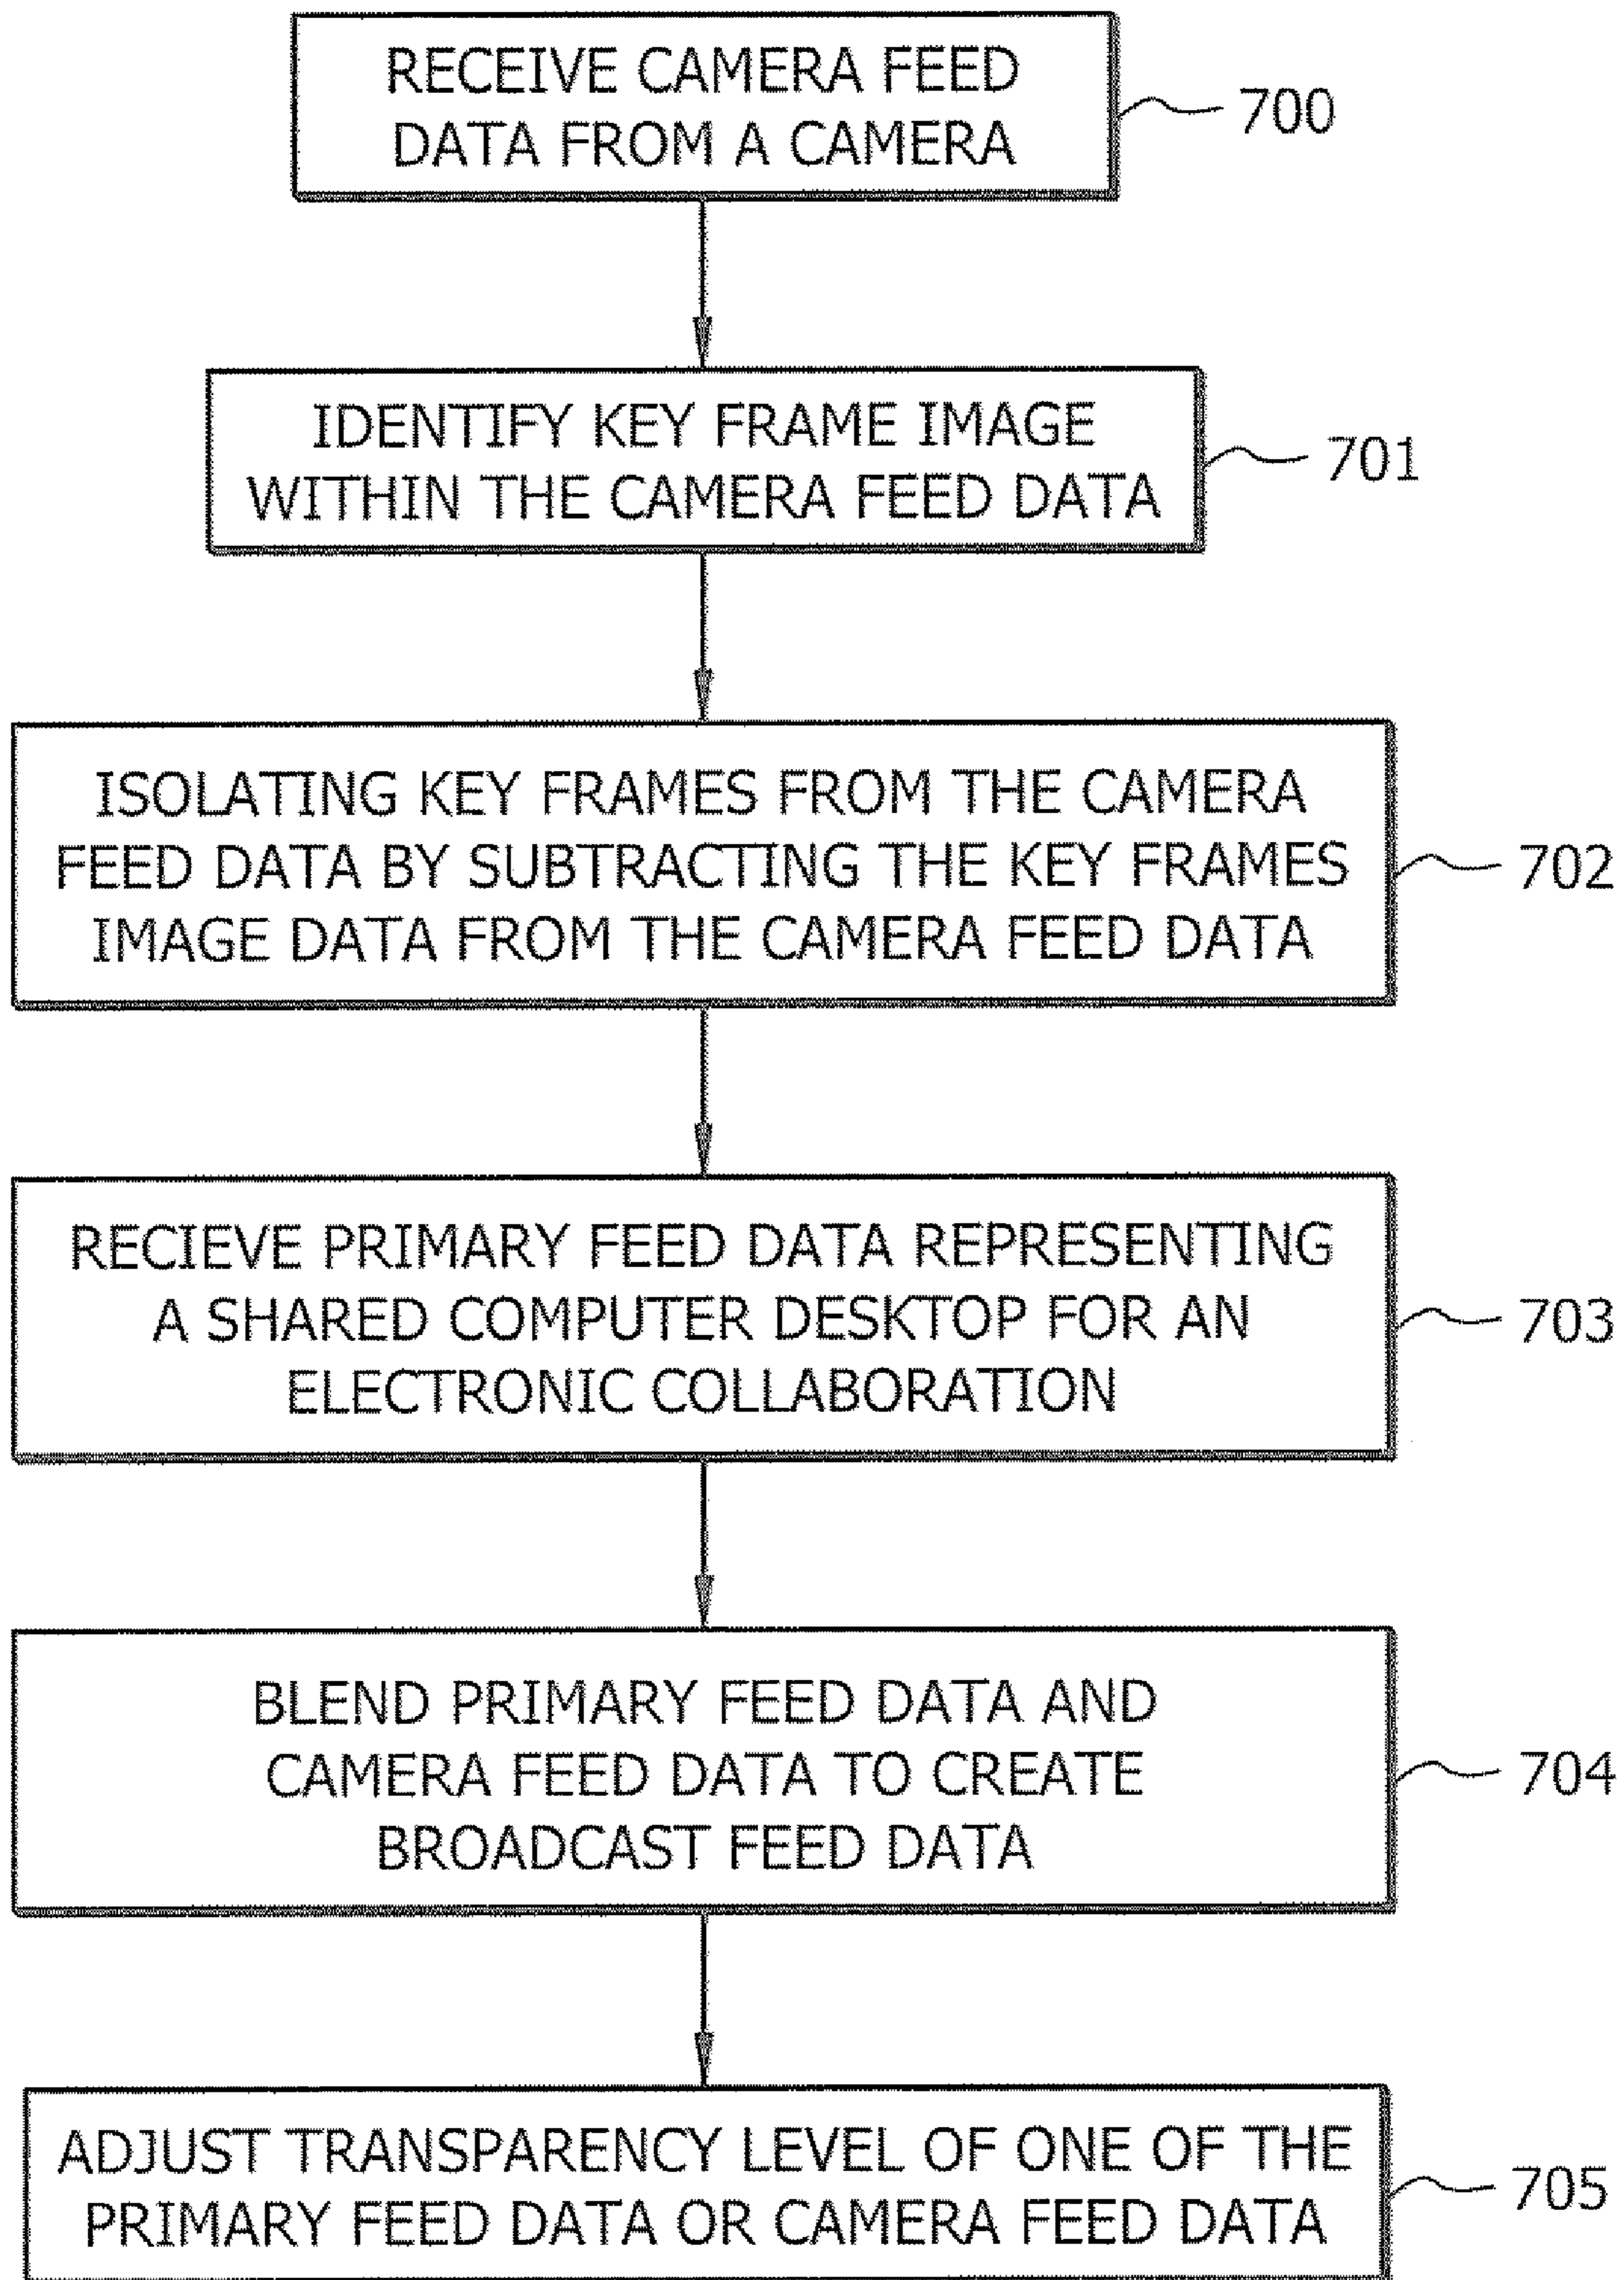 RECEIVE CAMERA FEED
DATA FROM A CAMERA
700
IDENTIFY KEY FRAME IMAGE
WITHIN THE CAMERA FEED DATA
701
ISOLATING KEY FRAMES FROM THE CAMERA
FEED DATA BY SUBTRACTING THE KEY FRAMES
IMAGE DATA FROM THE CAMERA FEED DATA
702
RECIEVE PRIMARY FEED DATA REPRESENTING
A SHARED COMPUTER DESKTOP FOR AN
ELECTRONIC COLLABORATION
703
BLEND PRIMARY FEED DATA AND
CAMERA FEED DATA TO CREATE
BROADCAST FEED DATA
704
ADJUST TRANSPARENCY LEVEL OF ONE OF THE
PRIMARY FEED DATA OR CAMERA FEED DATA
705